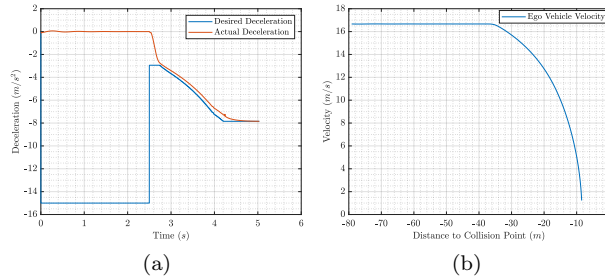 Desired Deceleration
Actual Deceleration
Deceleration (m/s²)
2
0
-2
-4
-6
-8
-10
-12
-14
-16
0 1 2 3 4 5 6
Time (s)
(a)
Ego Vehicle Velocity
Velocity (m/s)
18
16
14
12
10
8
6
4
2
0
-80 -70 -60 -50 -40 -30 -20 -10
Distance to Collision Point (m)
(b)